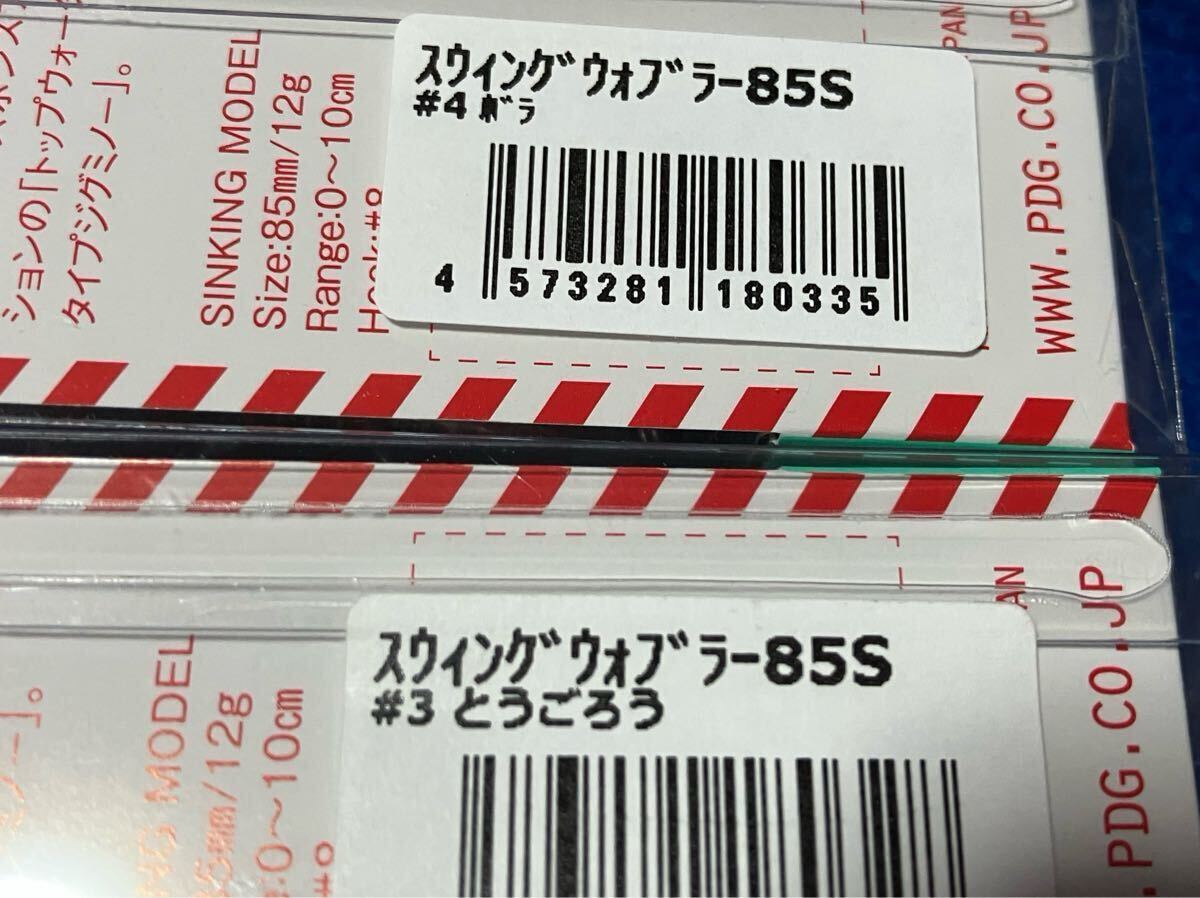 ションの「トップウォー
タイプジグミノー」。
SINKING MODEL
Size:85mm/12g
Range:0~10cm
スウィングウォブラー85S
#4 ボラ
4 573281 180335
WWW.PDG.CO.JP
スウィングウォブラー85S
#3 とうごろう
MODEL
/12g
0~10cm
.PDG.CO.JP